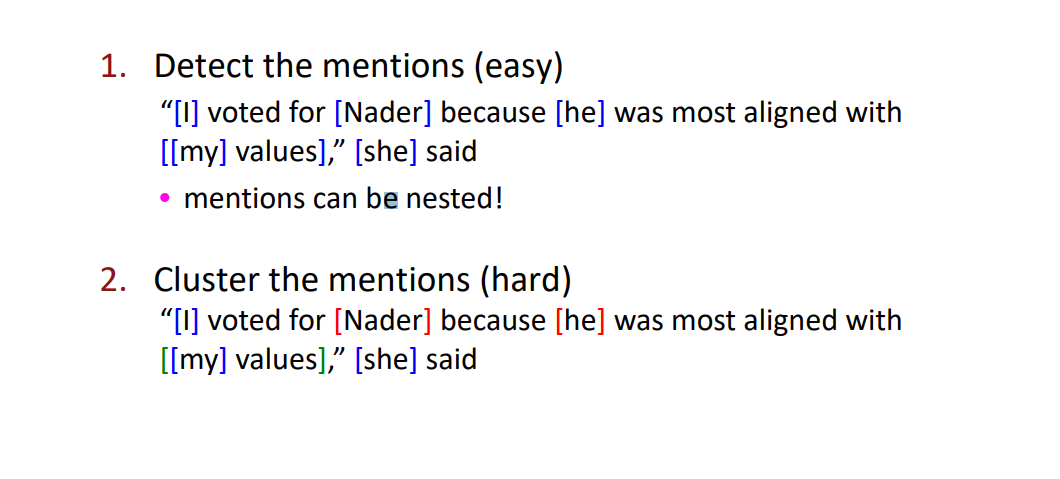 1. Detect the mentions (easy)
“[I] voted for [Nader] because [he] was most aligned with
[[my] values],” [she] said
• mentions can be nested!
2. Cluster the mentions (hard)
“[I] voted for [Nader] because [he] was most aligned with
[[my] values],” [she] said